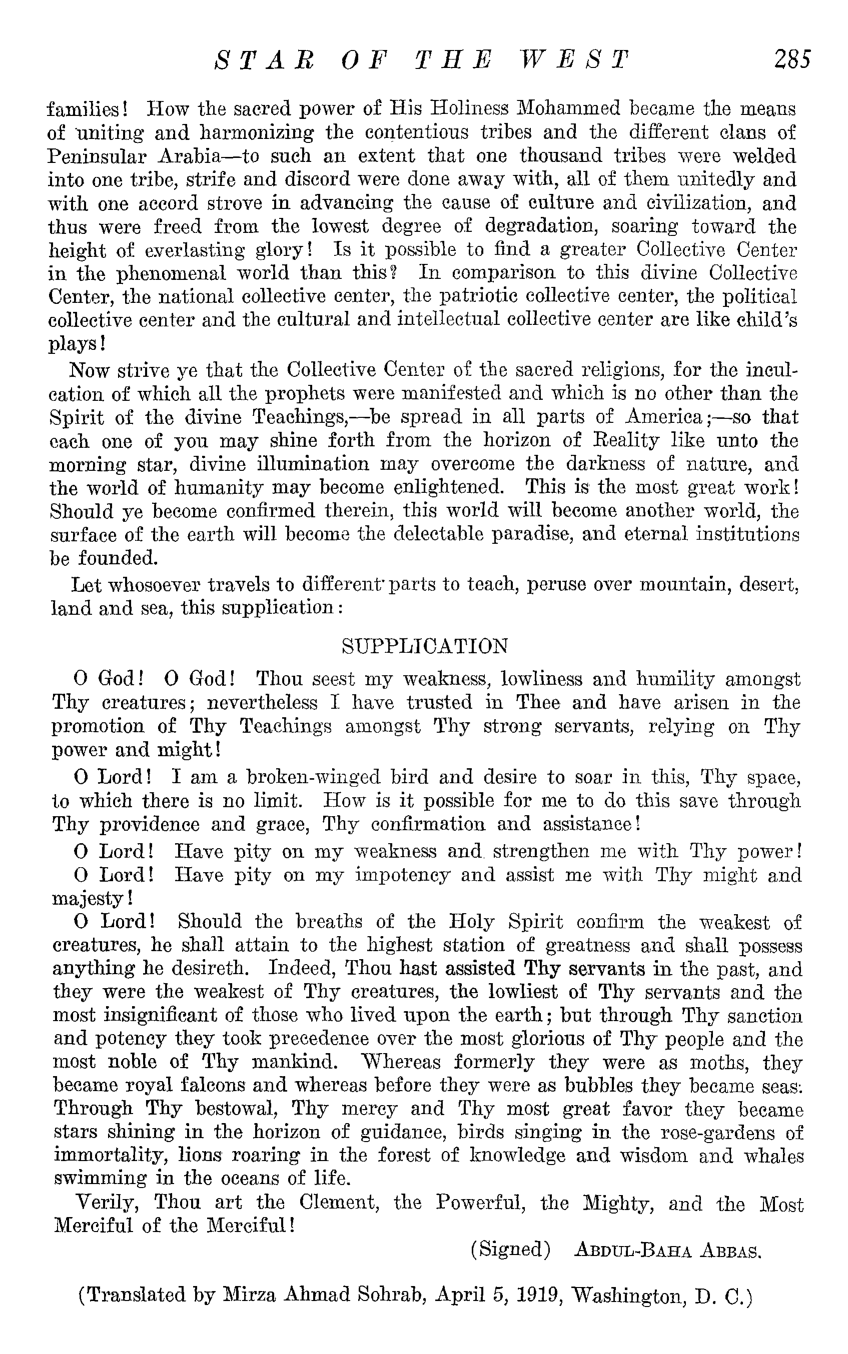 STAR OF THE WEST 285
families! How the sacred power of His Holiness Mohammed became the means
of uniting and harmonizing the contentious tribes and the different clans of
Peninsular Arabia—to such an extent that one thousand tribes were welded
into one tribe, strife and discord were done away with, all of them unitedly and
with one accord strove in advancing the cause of culture and civilization, and
thus were freed from the lowest degree of degradation, soaring toward the
height of everlasting glory! Is it possible to find a greater Collective Center
in the phenomenal world than this? In comparison to this divine Collective
Center, the national collective center, the patriotic collective center, the political
collective center and the cultural and intellectual collective center are like child's
plays!
Now strive ye that the Collective Center of the sacred religions, for the incul-
cation of which all the prophets were manifested and which is no other than the
Spirit of the divine Teachings,—be spread in all parts of America;—so that
each one of you may shine forth from the horizon of Reality like unto the
morning star, divine illumination may overcome the darkness of nature, and
the world of humanity may become enlightened. This is the most great work!
Should ye become confirmed therein, this world will become another world, the
surface of the earth will become the delectable paradise, and eternal institutions
be founded.
Let whosoever travels to different parts to teach, peruse over mountain, desert,
land and sea, this supplication:
SUPPLICATION
O God! O God! Thou seest my weakness, lowliness and humility amongst
Thy creatures; nevertheless I have trusted in Thee and have arisen in the
promotion of Thy Teachings amongst Thy strong servants, relying on Thy
power and might!
O Lord! I am a broken-winged bird and desire to soar in this, Thy space,
to which there is no limit. How is it possible for me to do this save through
Thy providence and grace, Thy confirmation and assistance!
O Lord! Have pity on my weakness and strengthen me with Thy power!
O Lord! Have pity on my impotency and assist me with Thy might and
majesty!
O Lord! Should the breaths of the Holy Spirit confirm the weakest of
creatures, he shall attain to the highest station of greatness and shall possess
anything he desireth. Indeed, Thou hast assisted Thy servants in the past, and
they were the weakest of Thy creatures, the lowliest of Thy servants and the
most insignificant of those who lived upon the earth; but through Thy sanction
and potency they took precedence over the most glorious of Thy people and the
most noble of Thy mankind. Whereas formerly they were as moths, they
became royal falcons and whereas before they were as bubbles they became seas.
Through Thy bestowal, Thy mercy and Thy most great favor they became
stars shining in the horizon of guidance, birds singing in the rose-gardens of
immortality, lions roaring in the forest of knowledge and wisdom and whales
swimming in the oceans of life.
Verily, Thou art the Clement, the Powerful, the Mighty, and the Most
Merciful of the Merciful!
(Signed) ABDUL-BAHA ABBAS.
(Translated by Mirza Ahmad Sohrab, April 5, 1919, Washington, D. C.)